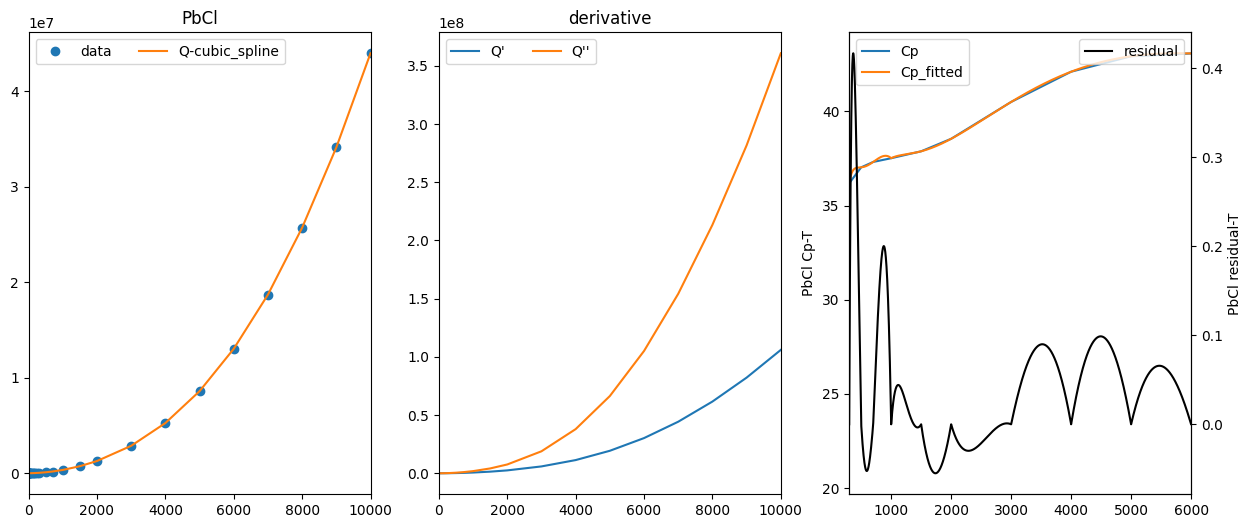 PbCl
1e7
data
Q-cubic_spline
4
3
2
1
0
0 2000 4000 6000 8000 10000
derivative
1e8
Q'
Q''
3.5
3.0
2.5
2.0
1.5
1.0
0.5
0.0
0 2000 4000 6000 8000 10000
Cp
Cp_fitted
residual
PbCl Cp-T
40
35
30
25
20
1000 2000 3000 4000 5000 6000
0.4
0.3
0.2
0.1
0.0
PbCl residual-T